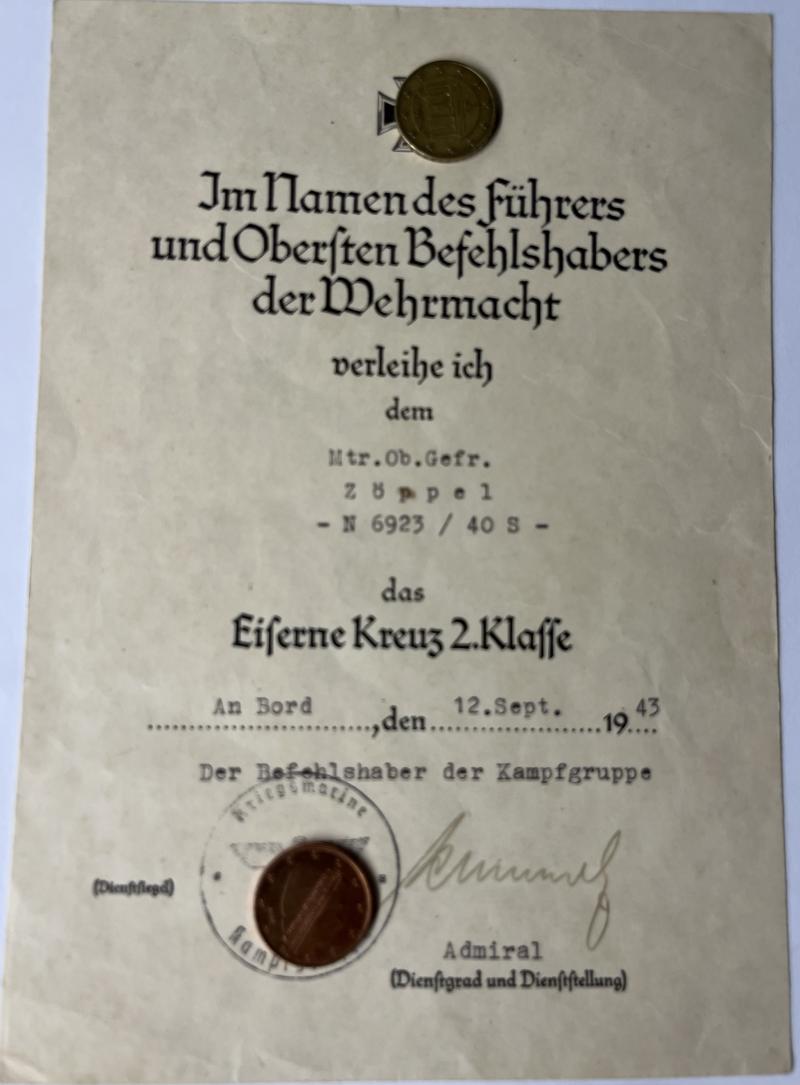 Im Namen des Führers
und Obersten Befehlshabers
der Wehrmacht
verleihe ich
dem
Mtr.Ob.Gefr.
Z ö p p e l
- N 6923 / 40 S -
das
Eiserne Kreuz 2.Klasse
An Bord, den 12.Sept. 1943
Der Befehlshaber der Kampfgruppe
Kriegsmarine
(Dienstsiegel)
Admiral
(Dienstgrad und Dienststellung)